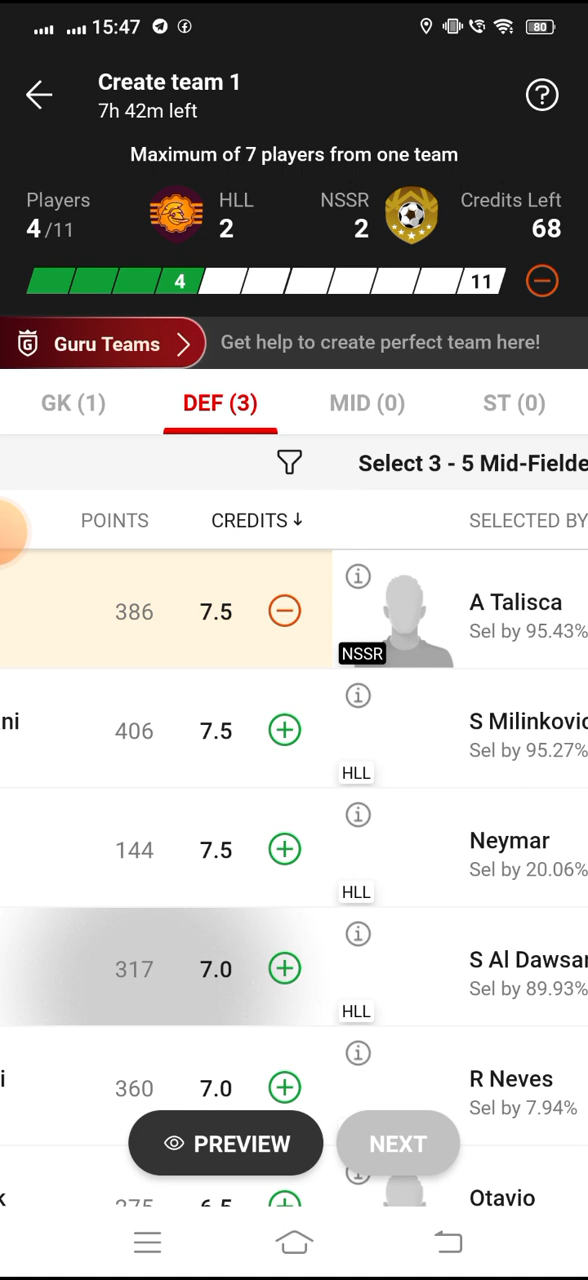 15:47
80
Create team 1
7h 42m left
Maximum of 7 players from one team
Players HLL NSSR Credits Left
4/11 2 2 68
4 11
G Guru Teams Get help to create perfect team here!
GK (1) DEF (3) MID (0) ST (0)
Select 3 - 5 Mid-Fielde
POINTS CREDITS↓ SELECTED BY
386 7.5 NSSR A Talisca
Sel by 95.43%
ni 406 7.5 HLL S Milinkovic
Sel by 95.27%
144 7.5 HLL Neymar
Sel by 20.06%
317 7.0 HLL S Al Dawsar
Sel by 89.93%
i 360 7.0 R Neves
Sel by 7.94%
PREVIEW NEXT
k 275 6.5 Otavio